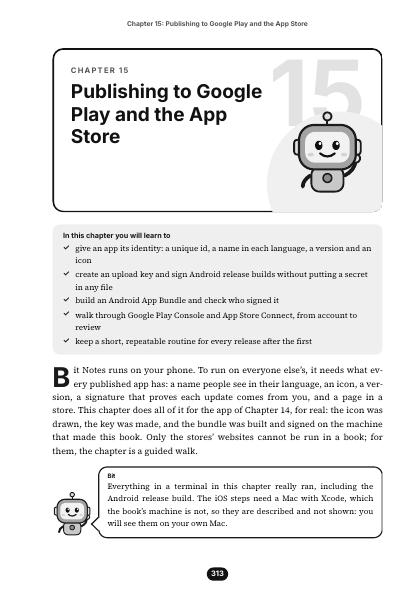 Chapter 15: Publishing to Google Play and the App Store
15
CHAPTER 15
Publishing to Google
Play and the App
Store
In this chapter you will learn to
✓ give an app its identity: a unique id, a name in each language, a version and an
icon
✓ create an upload key and sign Android release builds without putting a secret
in any file
✓ build an Android App Bundle and check who signed it
✓ walk through Google Play Console and App Store Connect, from account to
review
✓ keep a short, repeatable routine for every release after the first
Bit Notes runs on your phone. To run on everyone else’s, it needs what ev-
ery published app has: a name people see in their language, an icon, a ver-
sion, a signature that proves each update comes from you, and a page in a
store. This chapter does all of it for the app of Chapter 14, for real: the icon was
drawn, the key was made, and the bundle was built and signed on the machine
that made this book. Only the stores’ websites cannot be run in a book; for
them, the chapter is a guided walk.
Bit
Everything in a terminal in this chapter really ran, including the
Android release build. The iOS steps need a Mac with Xcode, which
the book’s machine is not, so they are described and not shown: you
will see them on your own Mac.
313